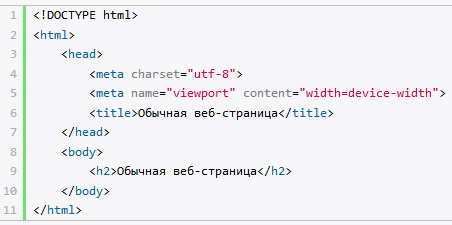 1 <!DOCTYPE html>
2 <html>
3     <head>
4         <meta charset="utf-8">
5         <meta name="viewport" content="width=device-width">
6         <title>Обычная веб-страница</title>
7     </head>
8     <body>
9         <h2>Обычная веб-страница</h2>
10     </body>
11 </html>